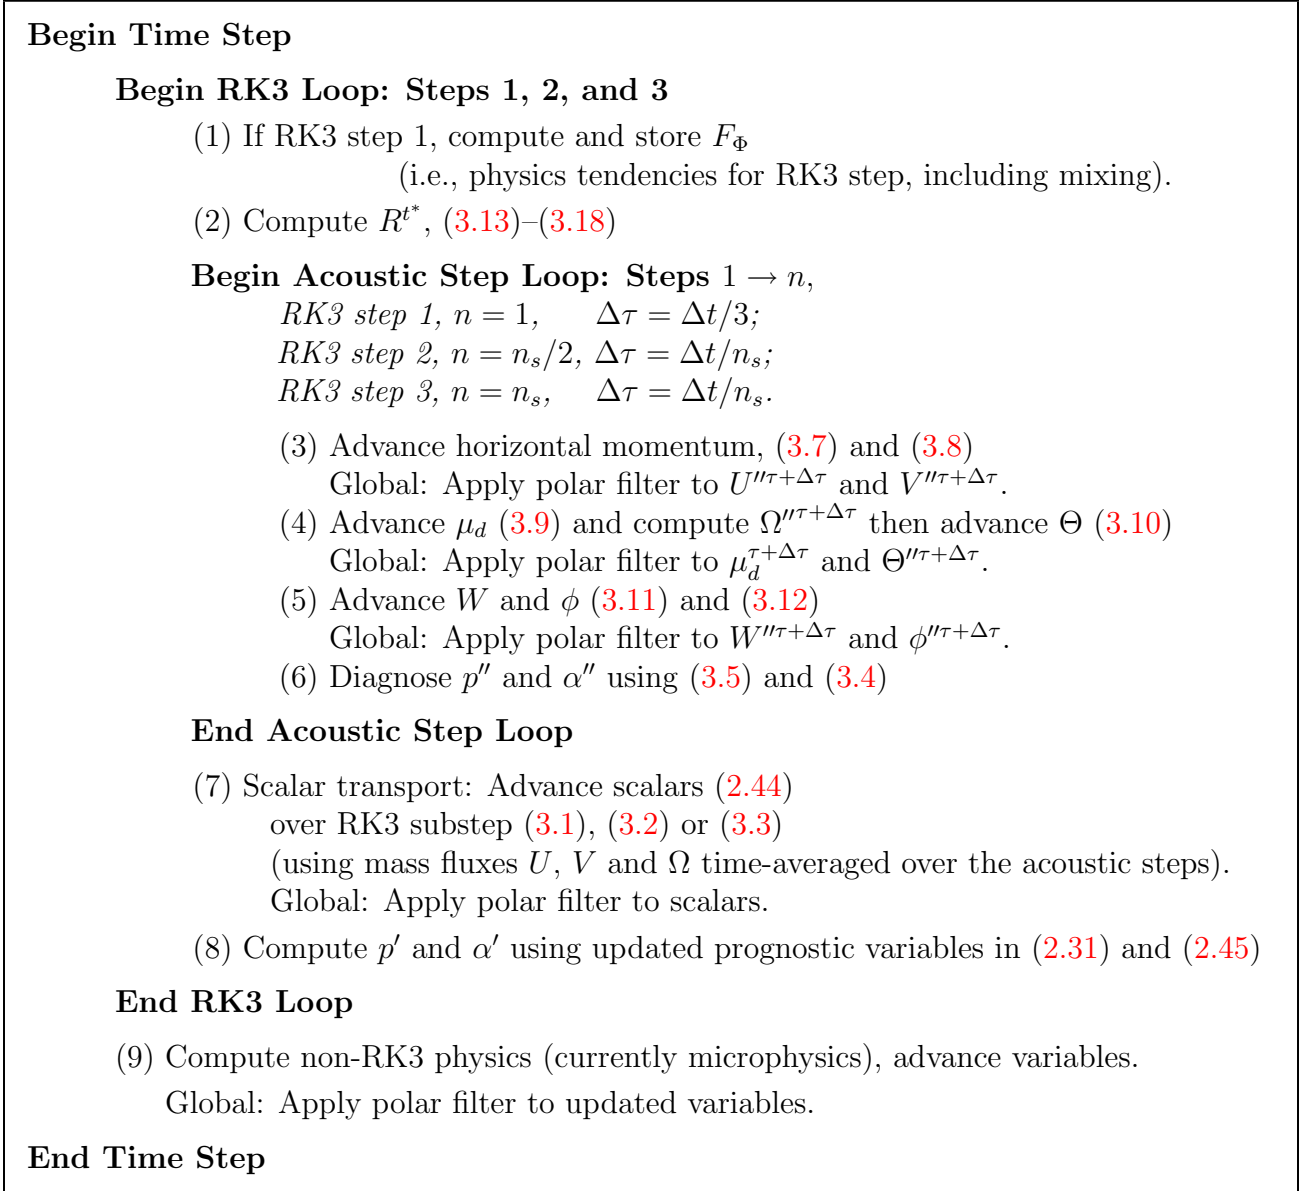 Begin Time Step
Begin RK3 Loop: Steps 1, 2, and 3
(1) If RK3 step 1, compute and store F_Φ
(i.e., physics tendencies for RK3 step, including mixing).
(2) Compute R^{t*}, (3.13)–(3.18)
Begin Acoustic Step Loop: Steps 1 → n,
RK3 step 1, n = 1, Δτ = Δt/3;
RK3 step 2, n = n_s/2, Δτ = Δt/n_s;
RK3 step 3, n = n_s, Δτ = Δt/n_s.
(3) Advance horizontal momentum, (3.7) and (3.8)
Global: Apply polar filter to U″^{τ+Δτ} and V″^{τ+Δτ}.
(4) Advance μ_d (3.9) and compute Ω″^{τ+Δτ} then advance Θ (3.10)
Global: Apply polar filter to μ_d^{τ+Δτ} and Θ″^{τ+Δτ}.
(5) Advance W and φ (3.11) and (3.12)
Global: Apply polar filter to W″^{τ+Δτ} and φ″^{τ+Δτ}.
(6) Diagnose p″ and α″ using (3.5) and (3.4)
End Acoustic Step Loop
(7) Scalar transport: Advance scalars (2.44)
over RK3 substep (3.1), (3.2) or (3.3)
(using mass fluxes U, V and Ω time-averaged over the acoustic steps).
Global: Apply polar filter to scalars.
(8) Compute p′ and α′ using updated prognostic variables in (2.31) and (2.45)
End RK3 Loop
(9) Compute non-RK3 physics (currently microphysics), advance variables.
Global: Apply polar filter to updated variables.
End Time Step